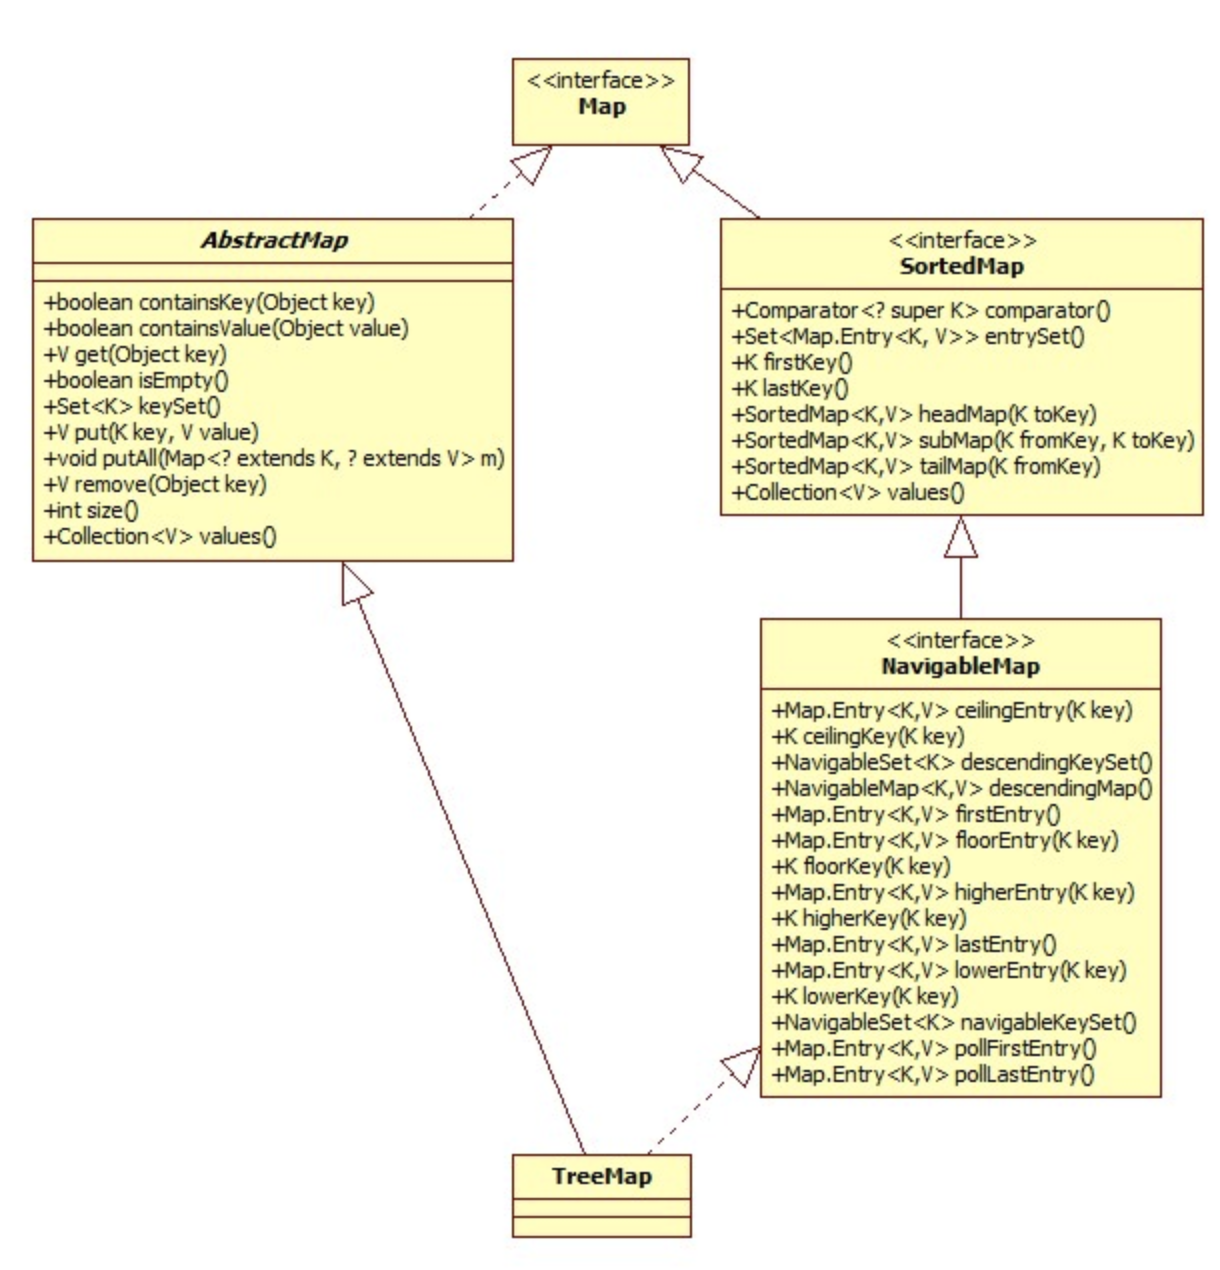 <<interface>>
Map
AbstractMap
+boolean containsKey(Object key)
+boolean containsValue(Object value)
+V get(Object key)
+boolean isEmpty()
+Set<K> keySet()
+V put(K key, V value)
+void putAll(Map<? extends K, ? extends V> m)
+V remove(Object key)
+int size()
+Collection<V> values()
<<interface>>
SortedMap
+Comparator<? super K> comparator()
+Set<Map.Entry<K, V>> entrySet()
+K firstKey()
+K lastKey()
+SortedMap<K,V> headMap(K toKey)
+SortedMap<K,V> subMap(K fromKey, K toKey)
+SortedMap<K,V> tailMap(K fromKey)
+Collection<V> values()
<<interface>>
NavigableMap
+Map.Entry<K,V> ceilingEntry(K key)
+K ceilingKey(K key)
+NavigableSet<K> descendingKeySet()
+NavigableMap<K,V> descendingMap()
+Map.Entry<K,V> firstEntry()
+Map.Entry<K,V> floorEntry(K key)
+K floorKey(K key)
+Map.Entry<K,V> higherEntry(K key)
+K higherKey(K key)
+Map.Entry<K,V> lastEntry()
+Map.Entry<K,V> lowerEntry(K key)
+K lowerKey(K key)
+NavigableSet<K> navigableKeySet()
+Map.Entry<K,V> pollFirstEntry()
+Map.Entry<K,V> pollLastEntry()
TreeMap